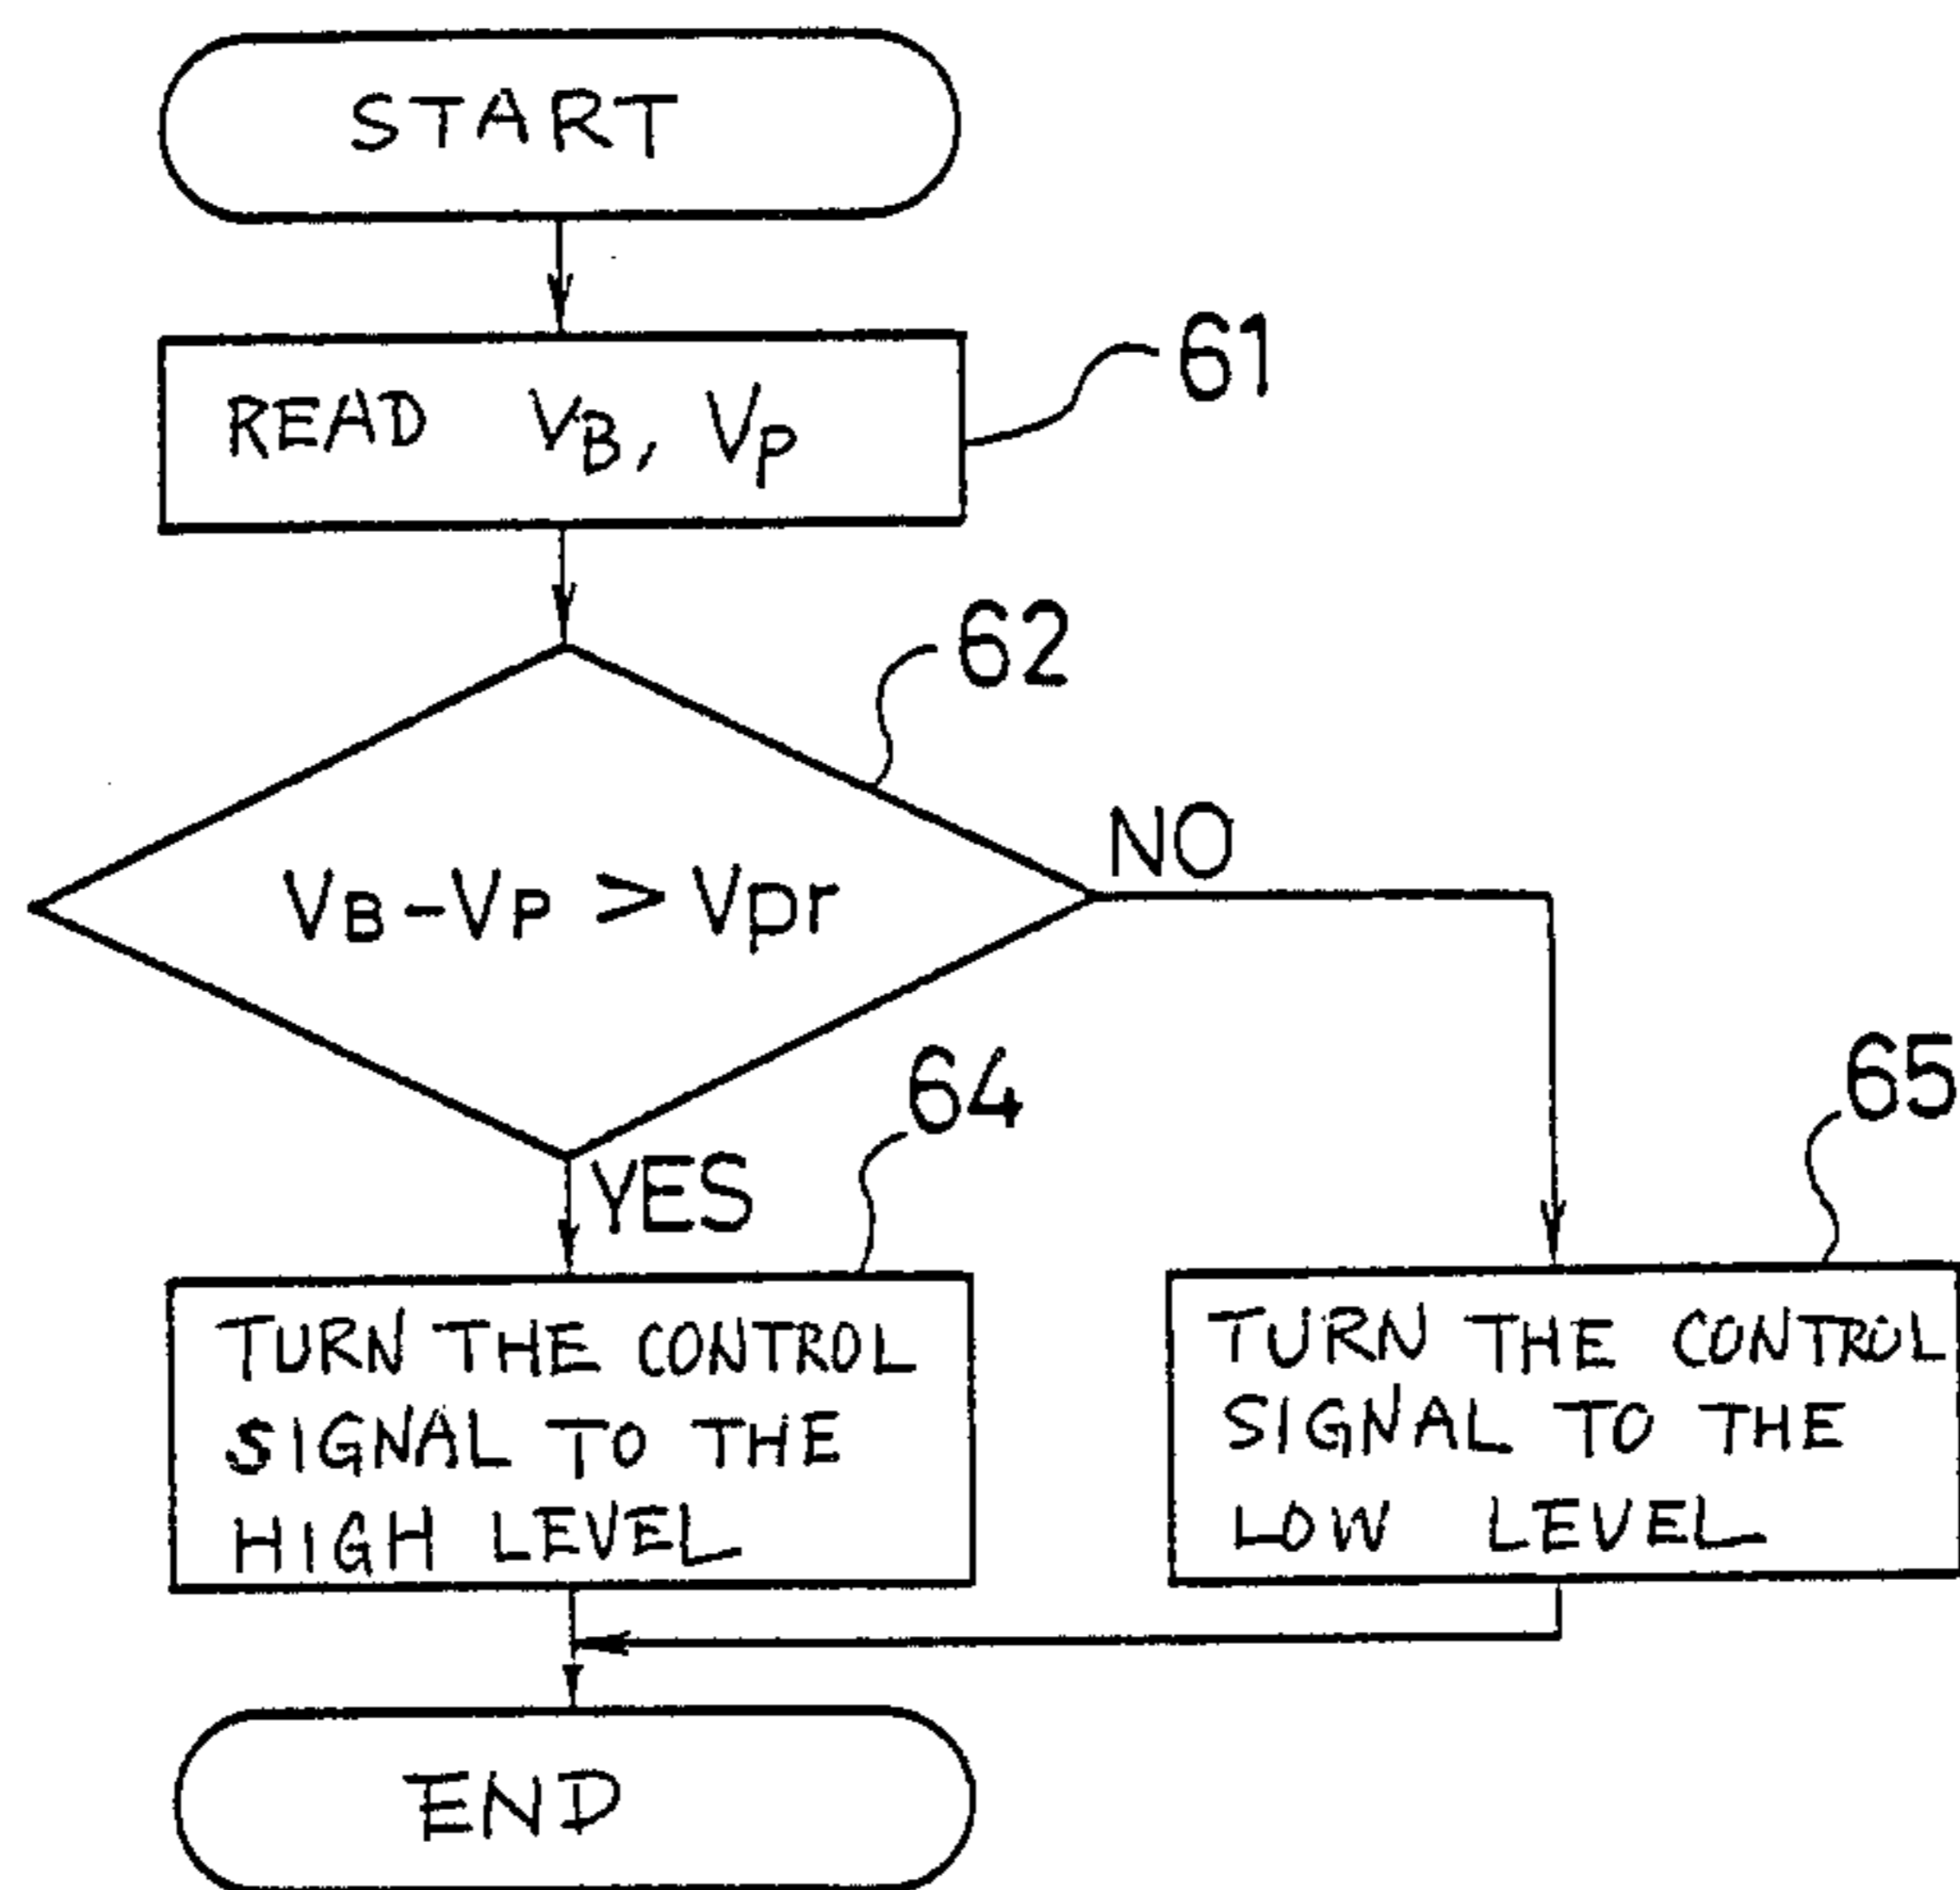 START
READ VB, VP
61
62
VB-VP > Vpr
NO
YES
64
65
TURN THE CONTROL
SIGNAL TO THE
HIGH LEVEL
TURN THE CONTROL
SIGNAL TO THE
LOW LEVEL
END